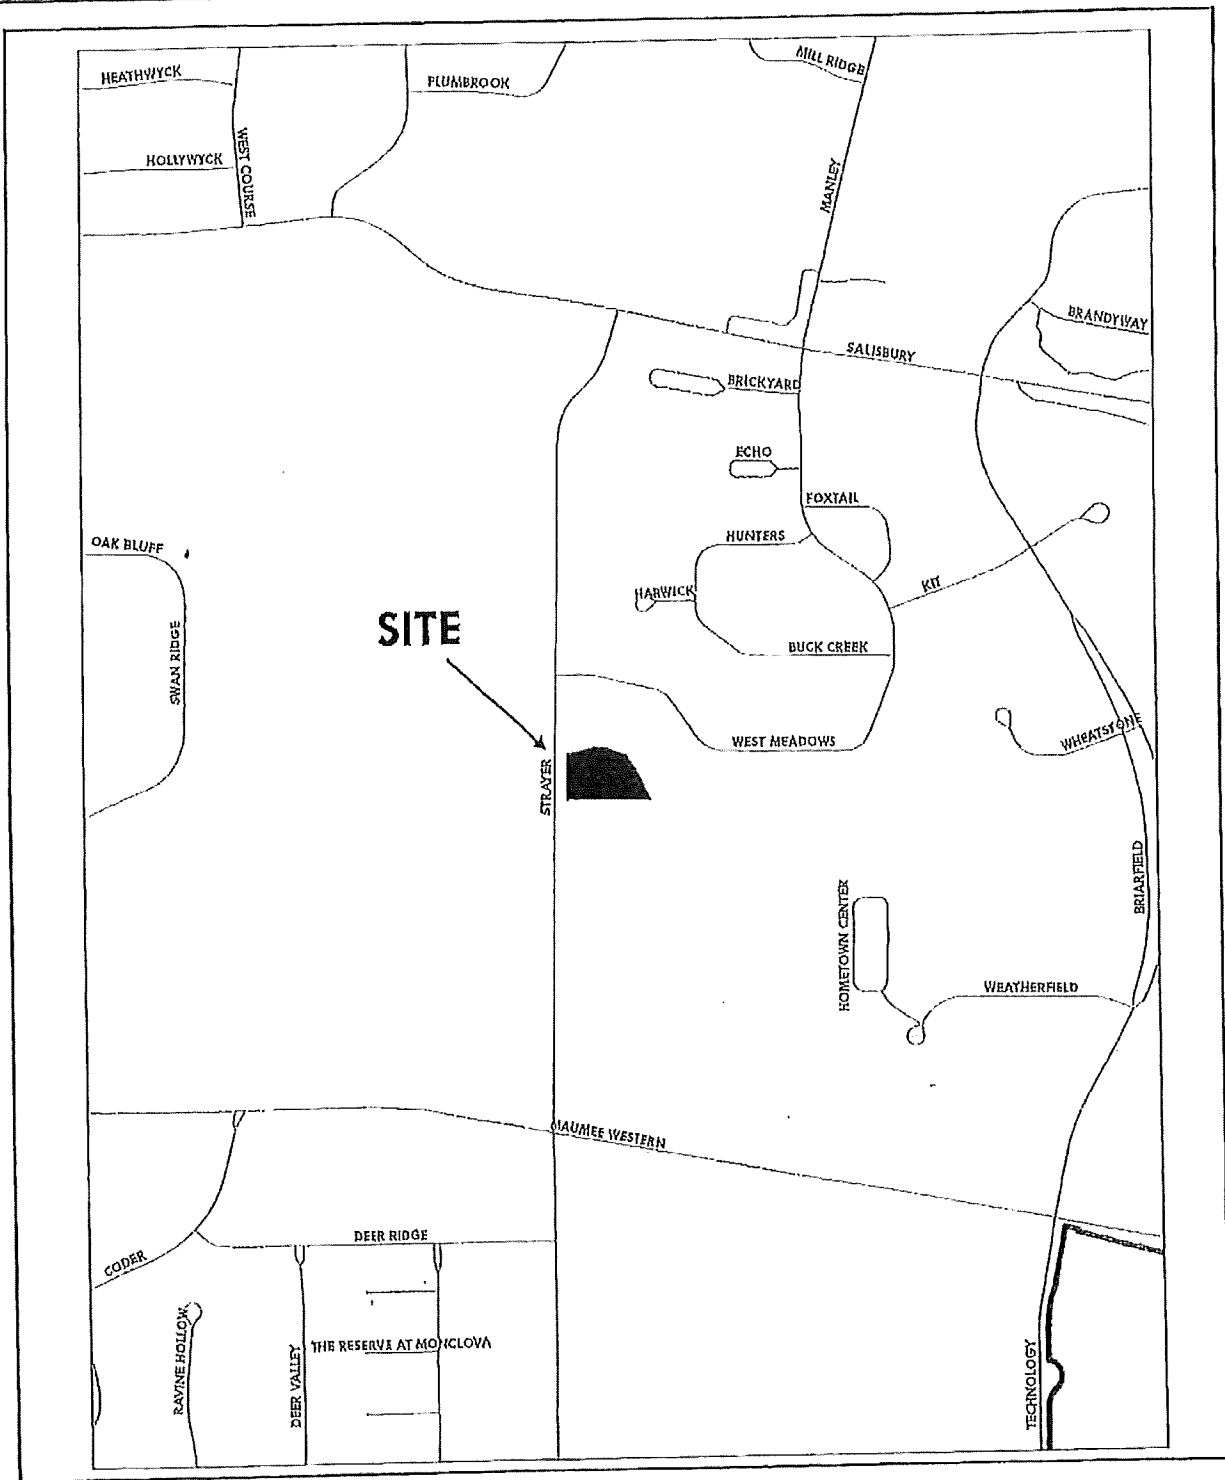 HEATHWYCK
PLUMBROOK
MILL RIDGE
HOLLYWYCK
WEST COURSE
MANLEY
BRANDYWAY
SALISBURY
BRICKYARD
ECHO
FOXTAIL
OAK BLUFF
HUNTERS
KIT
HARWICK
SITE
SWAN RIDGE
BUCK CREEK
WEST MEADOWS
WHEATSTONE
STRAYER
BRIARFIELD
HOMETOWN CENTER
WEATHERFIELD
MAUMEE WESTERN
DEER RIDGE
CODER
RAVINE HOLLOW
THE RESERVE AT MONCLOVA
DEER VALLEY
TECHNOLOGY